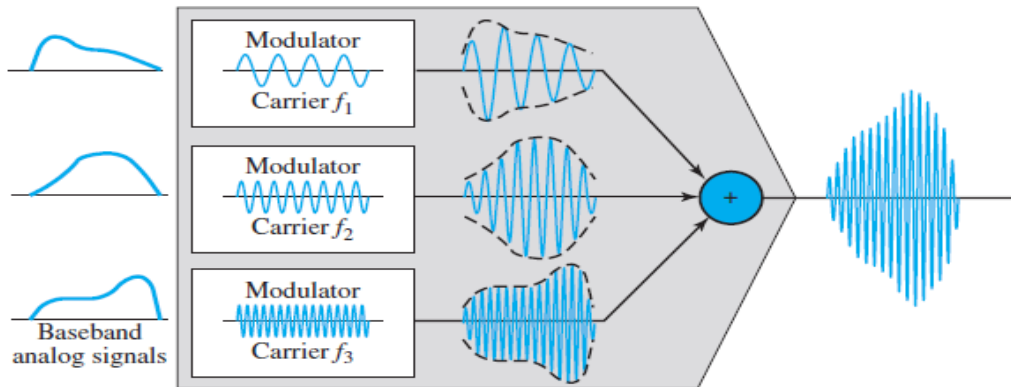 Modulator
Carrier f₁
Modulator
Carrier f₂
+
Modulator
Carrier f₃
Baseband
analog signals